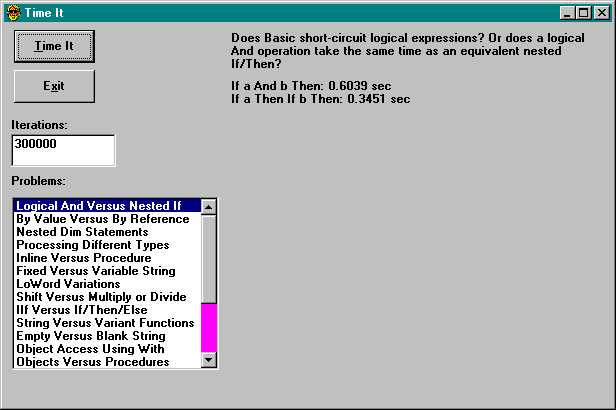 Time It
Time It
Exit
Does Basic short-circuit logical expressions? Or does a logical
And operation take the same time as an equivalent nested
If/Then?
If a And b Then: 0.6039 sec
If a Then If b Then: 0.3451 sec
Iterations:
300000
Problems:
Logical And Versus Nested If
By Value Versus By Reference
Nested Dim Statements
Processing Different Types
Inline Versus Procedure
Fixed Versus Variable String
LoWord Variations
Shift Versus Multiply or Divide
IIf Versus If/Then/Else
String Versus Variant Functions
Empty Versus Blank String
Object Access Using With
Objects Versus Procedures